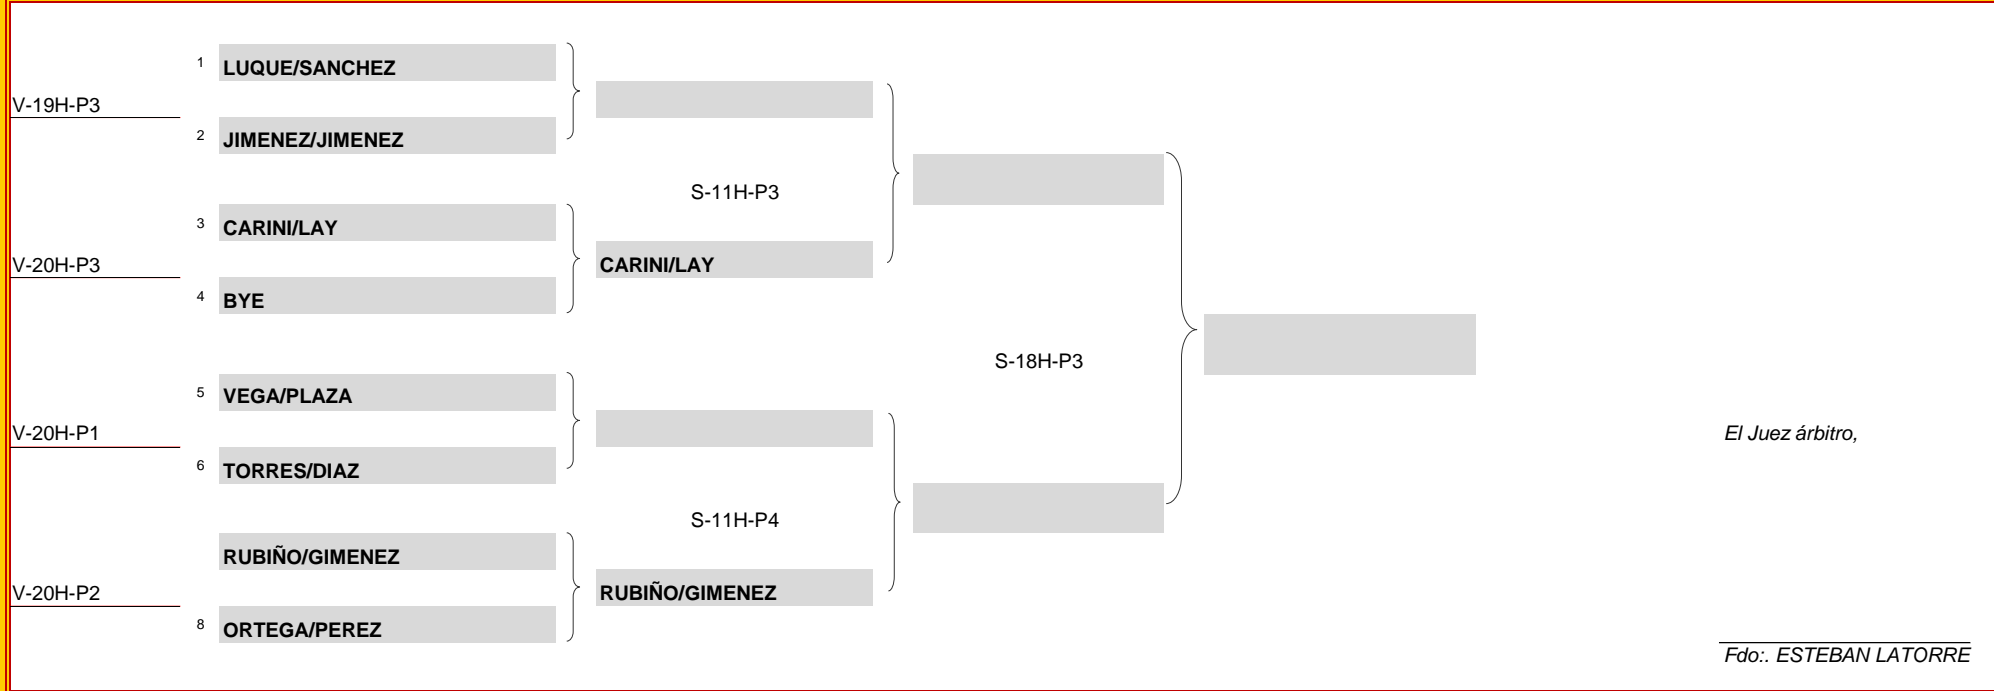 1 LUQUE/SANCHEZ
V-19H-P3
2 JIMENEZ/JIMENEZ
S-11H-P3
3 CARINI/LAY
V-20H-P3
CARINI/LAY
4 BYE
S-18H-P3
5 VEGA/PLAZA
V-20H-P1
El Juez árbitro,
6 TORRES/DIAZ
S-11H-P4
RUBIÑO/GIMENEZ
V-20H-P2
RUBIÑO/GIMENEZ
8 ORTEGA/PEREZ
Fdo:. ESTEBAN LATORRE